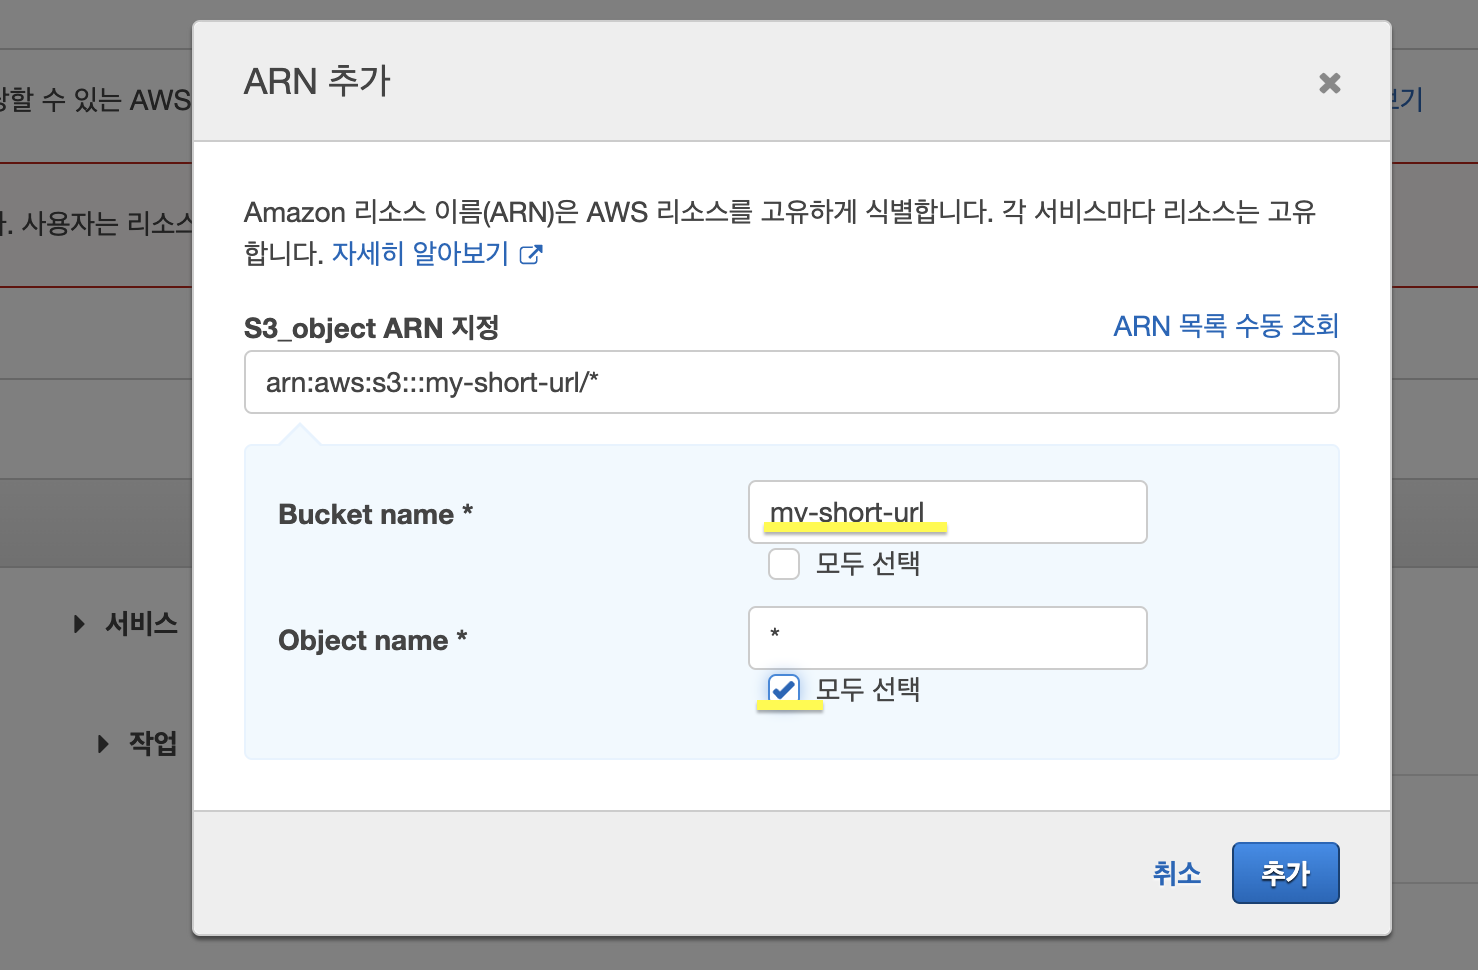 ARN 추가
할 수 있는 AWS
보기
. 사용자는 리소스
Amazon 리소스 이름(ARN)은 AWS 리소스를 고유하게 식별합니다. 각 서비스마다 리소스는 고유
합니다. 자세히 알아보기
S3_object ARN 지정
ARN 목록 수동 조회
arn:aws:s3:::my-short-url/*
Bucket name *
my-short-url
모두 선택
Object name *
*
모두 선택
서비스
작업
취소
추가